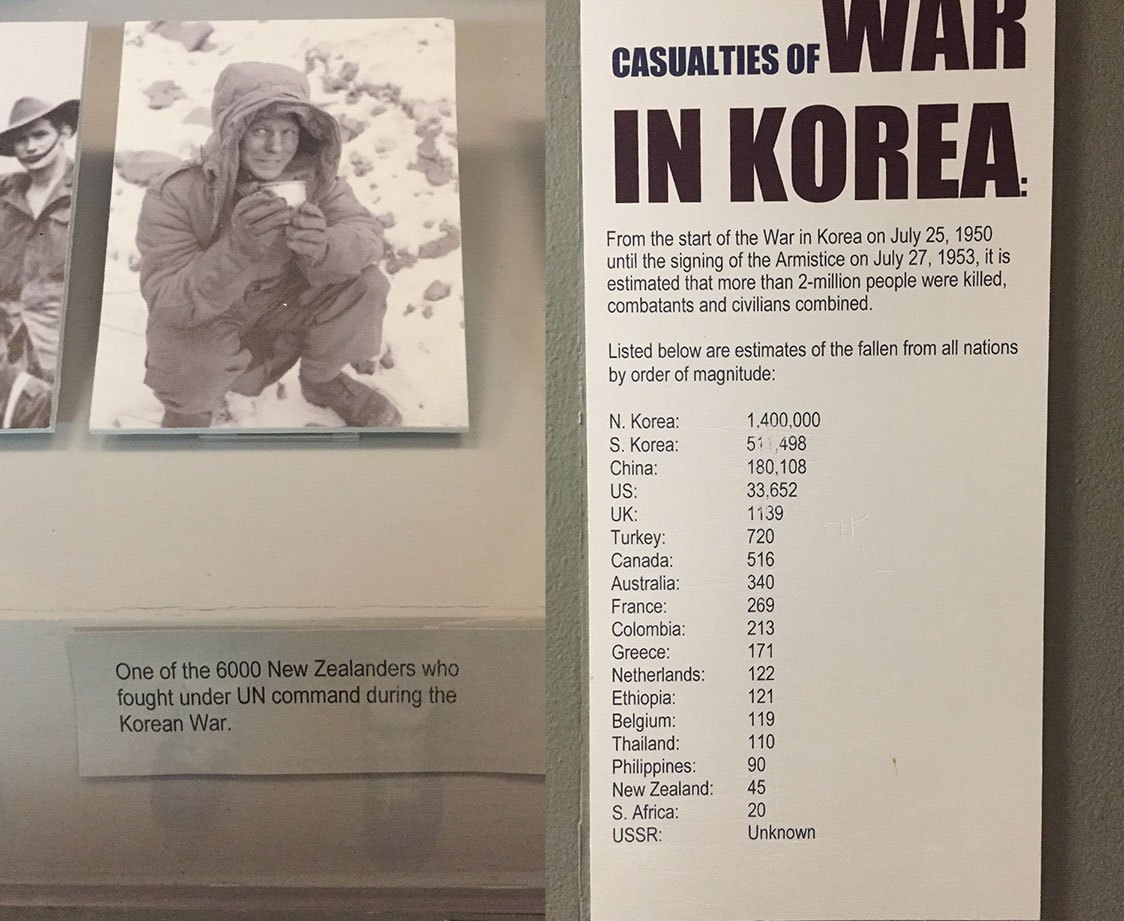 One of the 6000 New Zealanders who
fought under UN command during the
Korean War.
CASUALTIES OF WAR
IN KOREA:
From the start of the War in Korea on July 25, 1950
until the signing of the Armistice on July 27, 1953, it is
estimated that more than 2-million people were killed,
combatants and civilians combined.
Listed below are estimates of the fallen from all nations
by order of magnitude:
N. Korea: 1,400,000
S. Korea: 511,498
China: 180,108
US: 33,652
UK: 1139
Turkey: 720
Canada: 516
Australia: 340
France: 269
Colombia: 213
Greece: 171
Netherlands: 122
Ethiopia: 121
Belgium: 119
Thailand: 110
Philippines: 90
New Zealand: 45
S. Africa: 20
USSR: Unknown